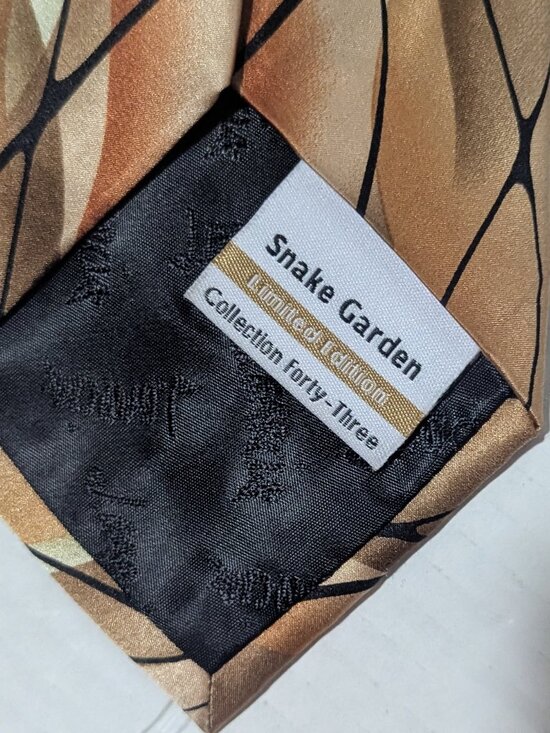 Snake Garden
Limited Edition
Collection Forty-Three